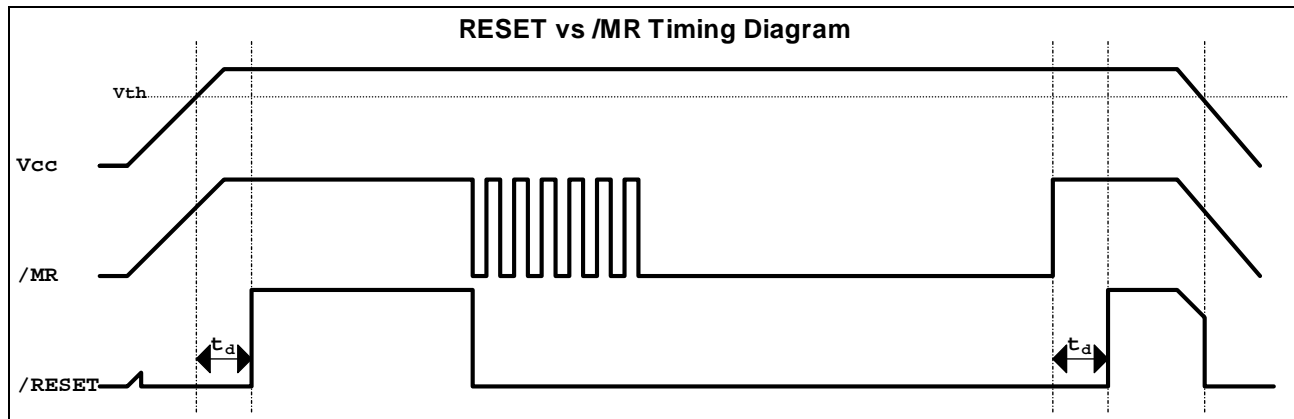 RESET vs /MR Timing Diagram
Vth
Vcc
/MR
td
td
/RESET